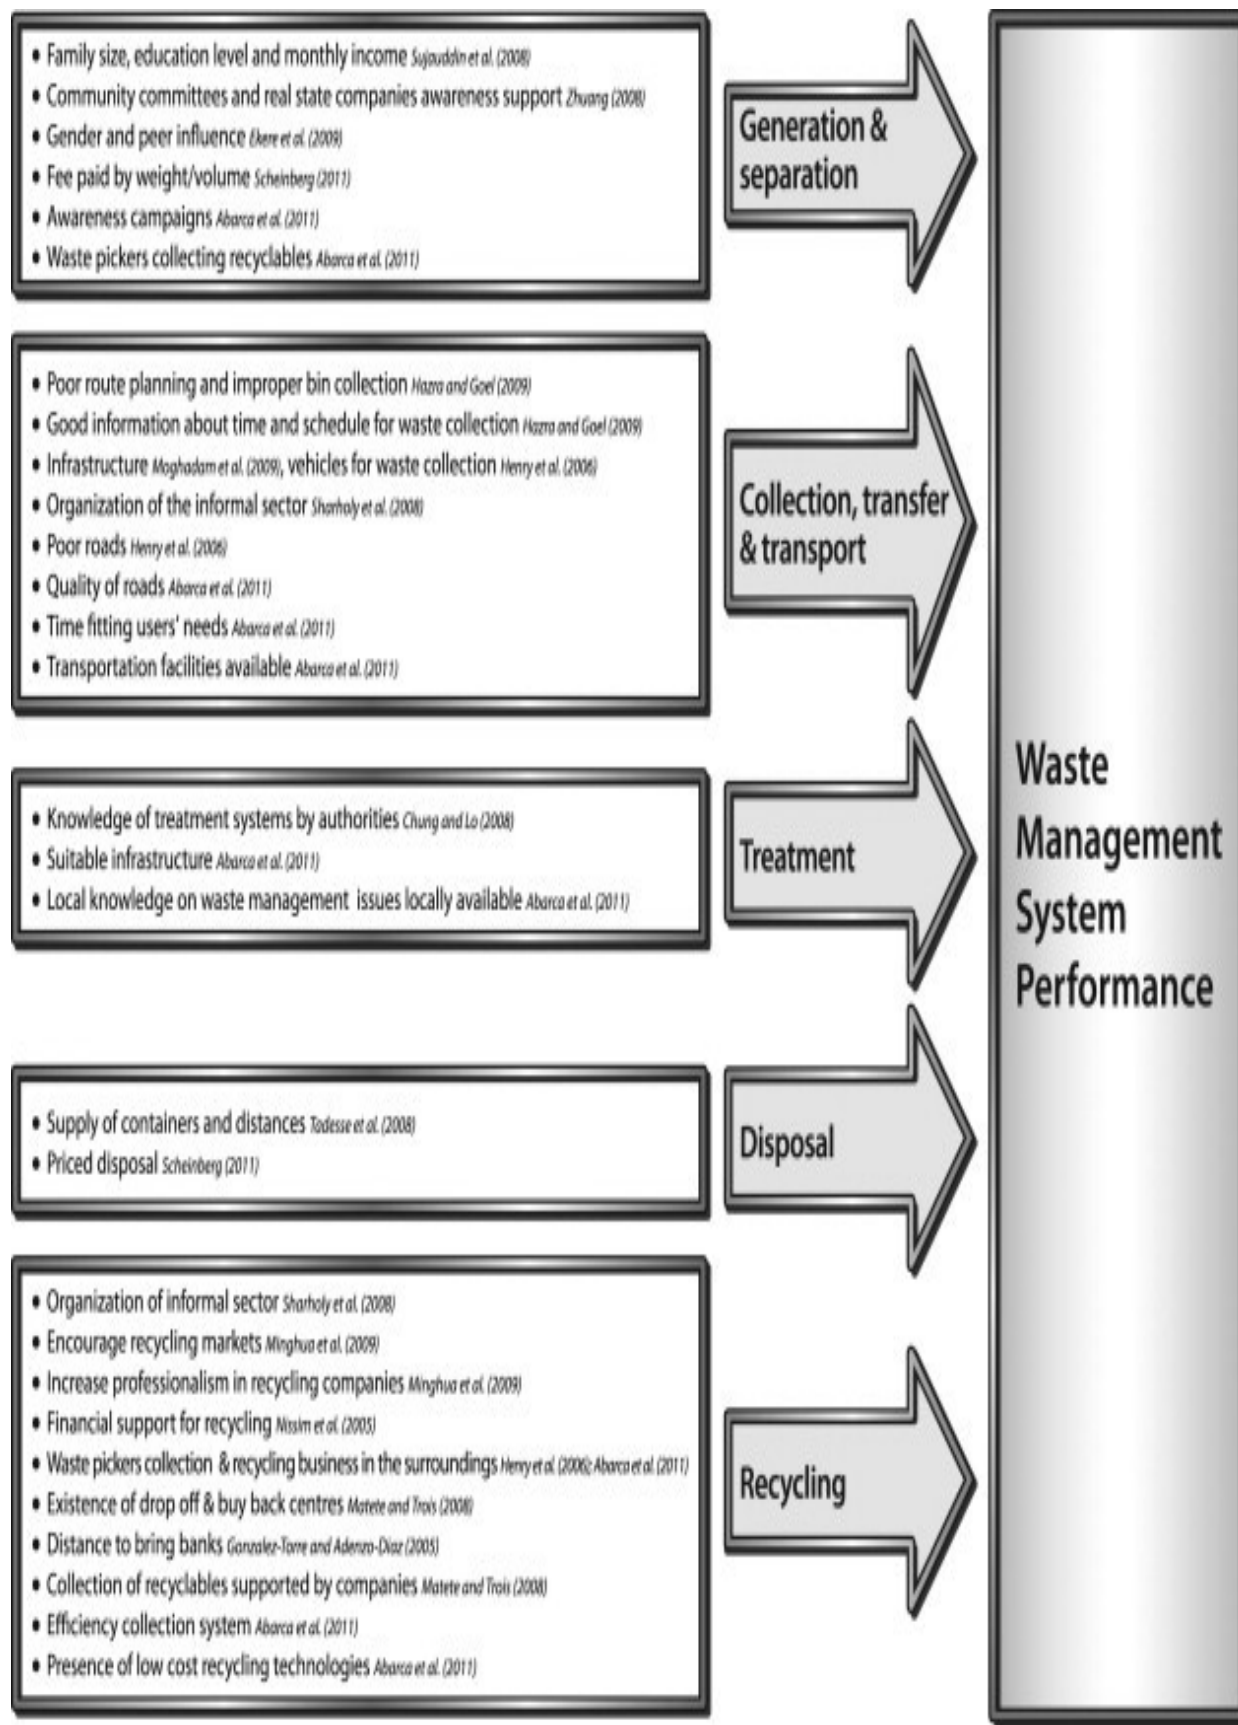 • Family size, education level and monthly income Sujauddin et al. (2008)
• Community committees and real state companies awareness support Zhuang (2008)
• Gender and peer influence Ekere et al. (2009)
• Fee paid by weight/volume Scheinberg (2011)
• Awareness campaigns Abarca et al. (2011)
• Waste pickers collecting recyclables Abarca et al. (2011)
Generation &
separation
• Poor route planning and improper bin collection Hazra and Goel (2009)
• Good information about time and schedule for waste collection Hazra and Goel (2009)
• Infrastructure Moghadam et al. (2009), vehicles for waste collection Henry et al. (2006)
• Organization of the informal sector Sharholy et al. (2008)
• Poor roads Henry et al. (2006)
• Quality of roads Abarca et al. (2011)
• Time fitting users' needs Abarca et al. (2011)
• Transportation facilities available Abarca et al. (2011)
Collection, transfer
& transport
• Knowledge of treatment systems by authorities Chung and Lo (2008)
• Suitable infrastructure Abarca et al. (2011)
• Local knowledge on waste management issues locally available Abarca et al. (2011)
Treatment
• Supply of containers and distances Tadesse et al. (2008)
• Priced disposal Scheinberg (2011)
Disposal
• Organization of informal sector Sharholy et al. (2008)
• Encourage recycling markets Minghua et al. (2009)
• Increase professionalism in recycling companies Minghua et al. (2009)
• Financial support for recycling Nissim et al. (2005)
• Waste pickers collection & recycling business in the surroundings Henry et al. (2006); Abarca et al. (2011)
• Existence of drop off & buy back centres Matete and Trois (2008)
• Distance to bring banks Gonzalez-Torre and Adenzo-Diaz (2005)
• Collection of recyclables supported by companies Matete and Trois (2008)
• Efficiency collection system Abarca et al. (2011)
• Presence of low cost recycling technologies Abarca et al. (2011)
Recycling
Waste
Management
System
Performance